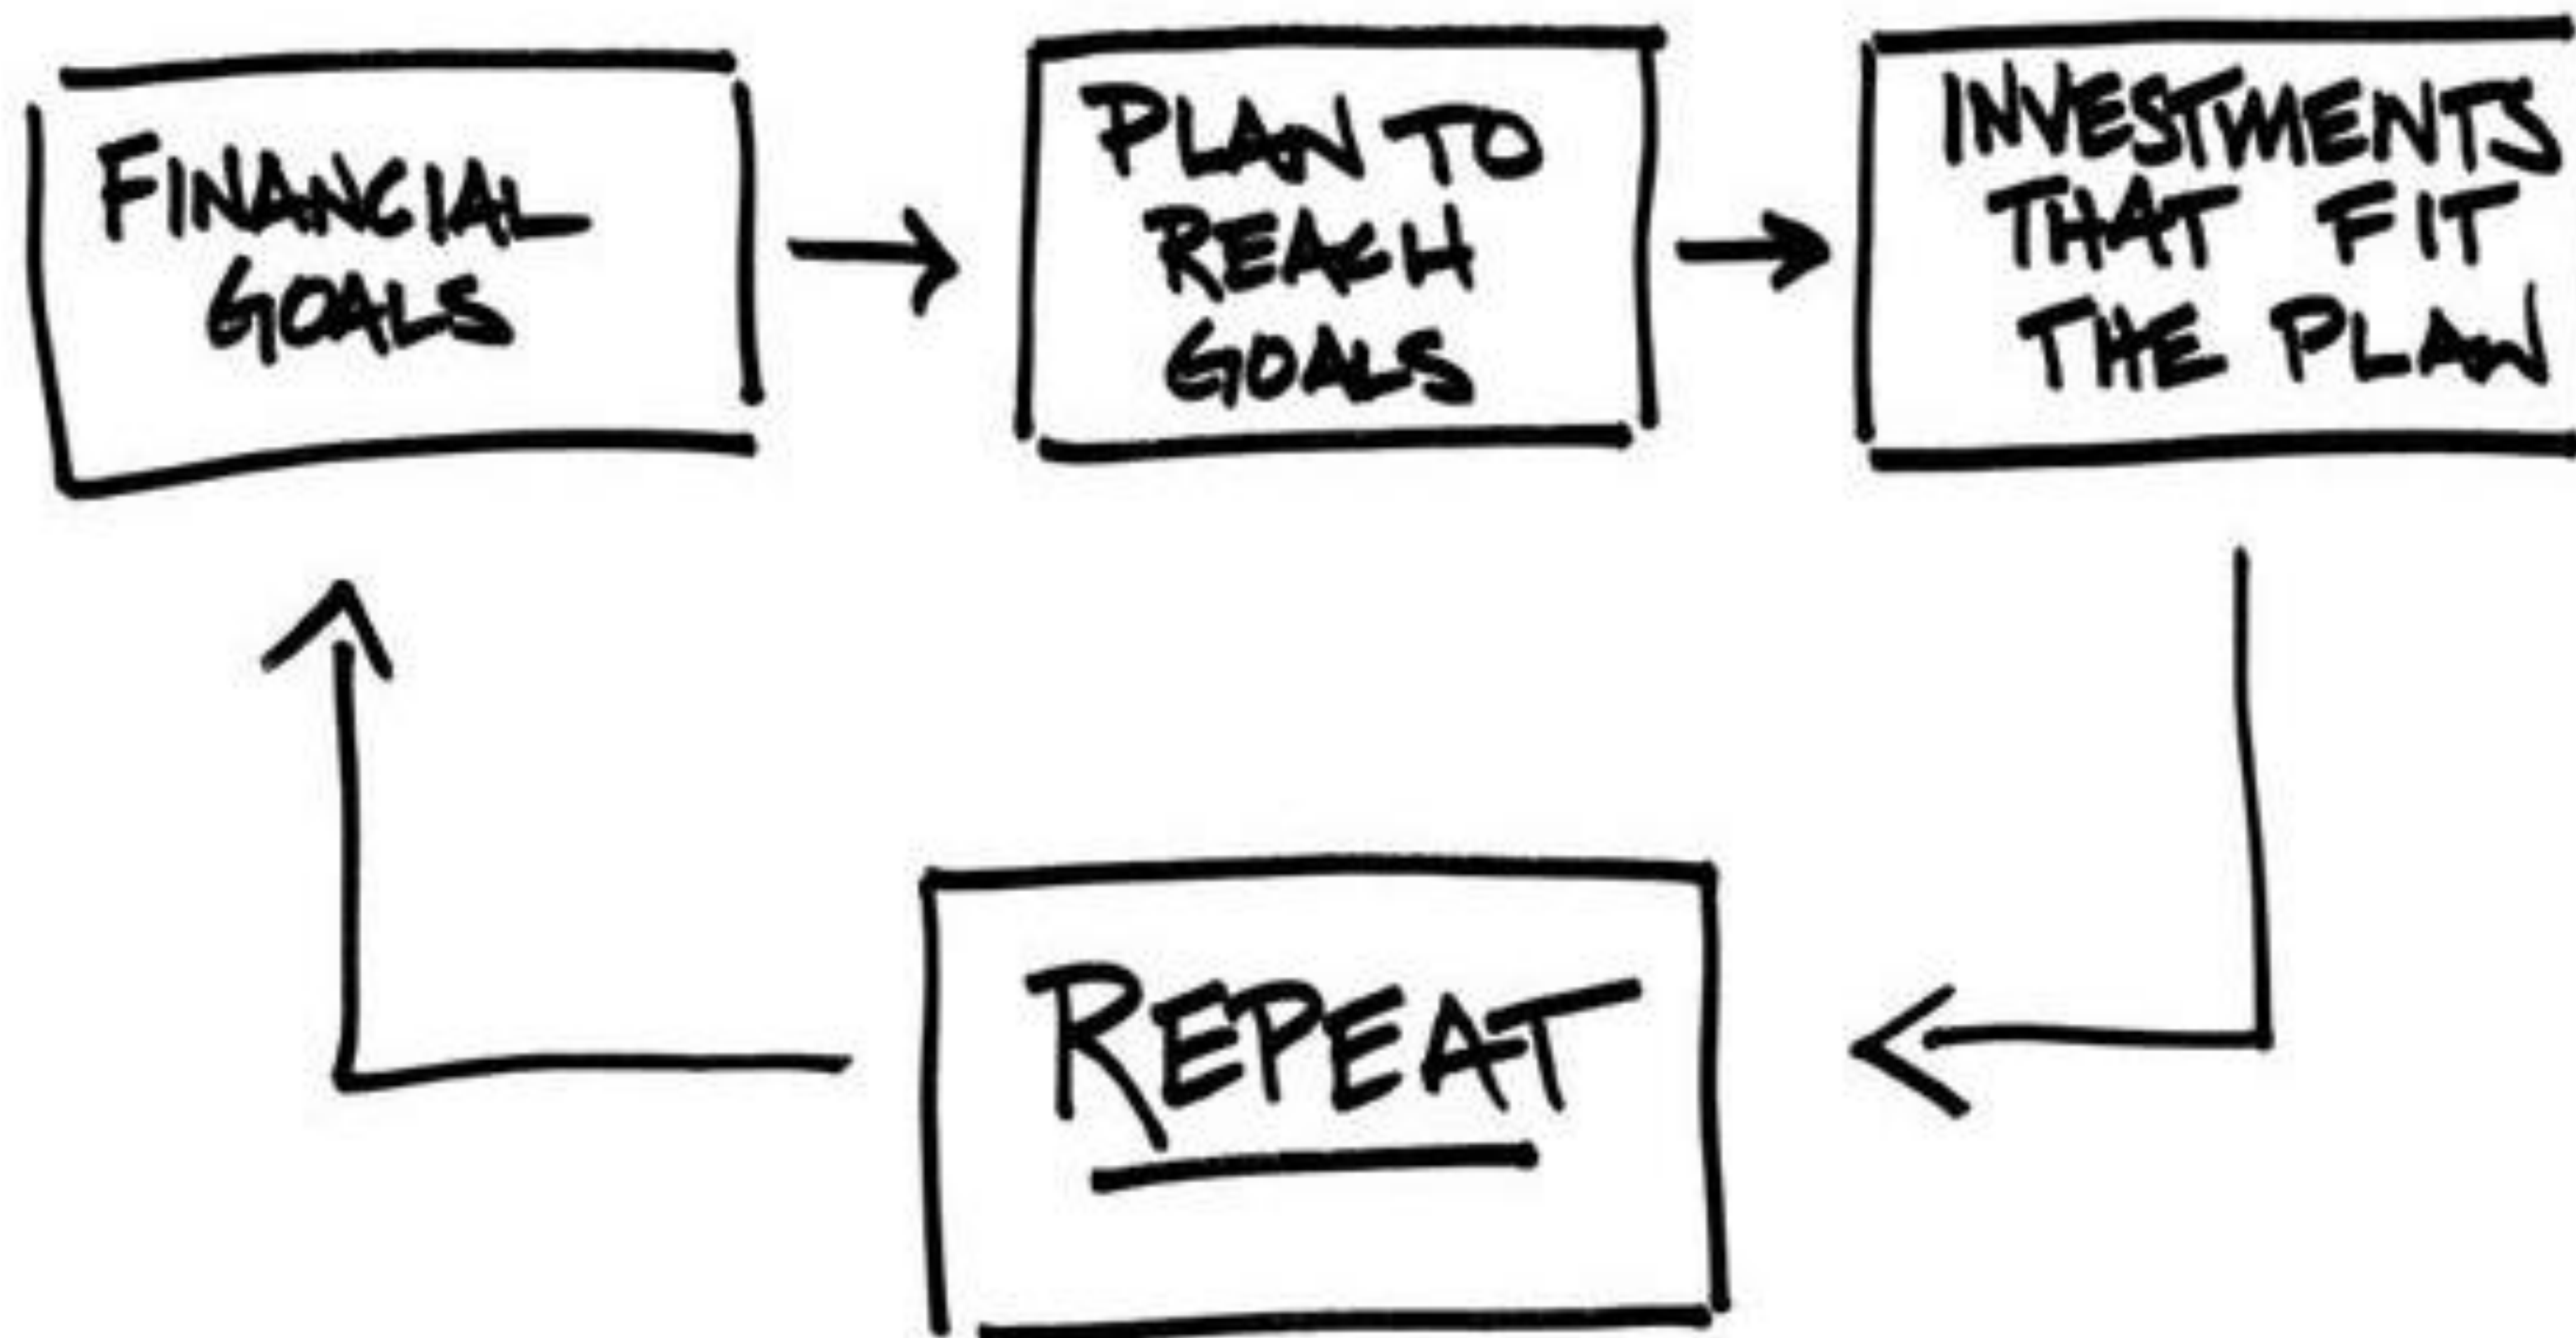 FINANCIAL
GOALS
PLAN TO
REACH
GOALS
INVESTMENTS
THAT FIT
THE PLAN
REPEAT